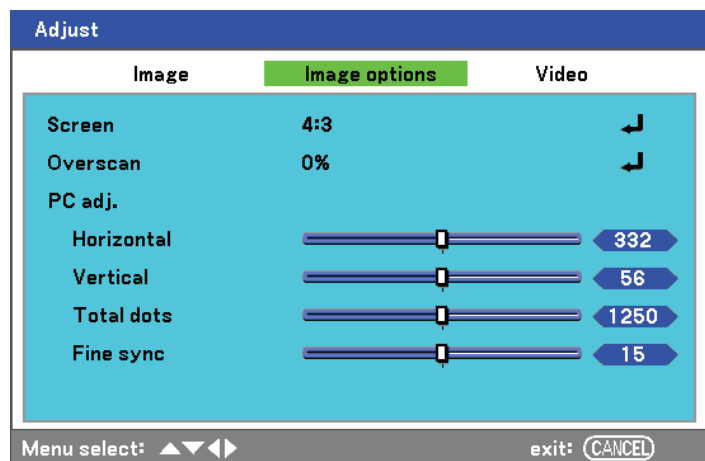 Adjust
Image Image options Video
Screen 4:3
Overscan 0%
PC adj.
Horizontal 332
Vertical 56
Total dots 1250
Fine sync 15
Menu select: ▲▼◀▶ exit: CANCEL